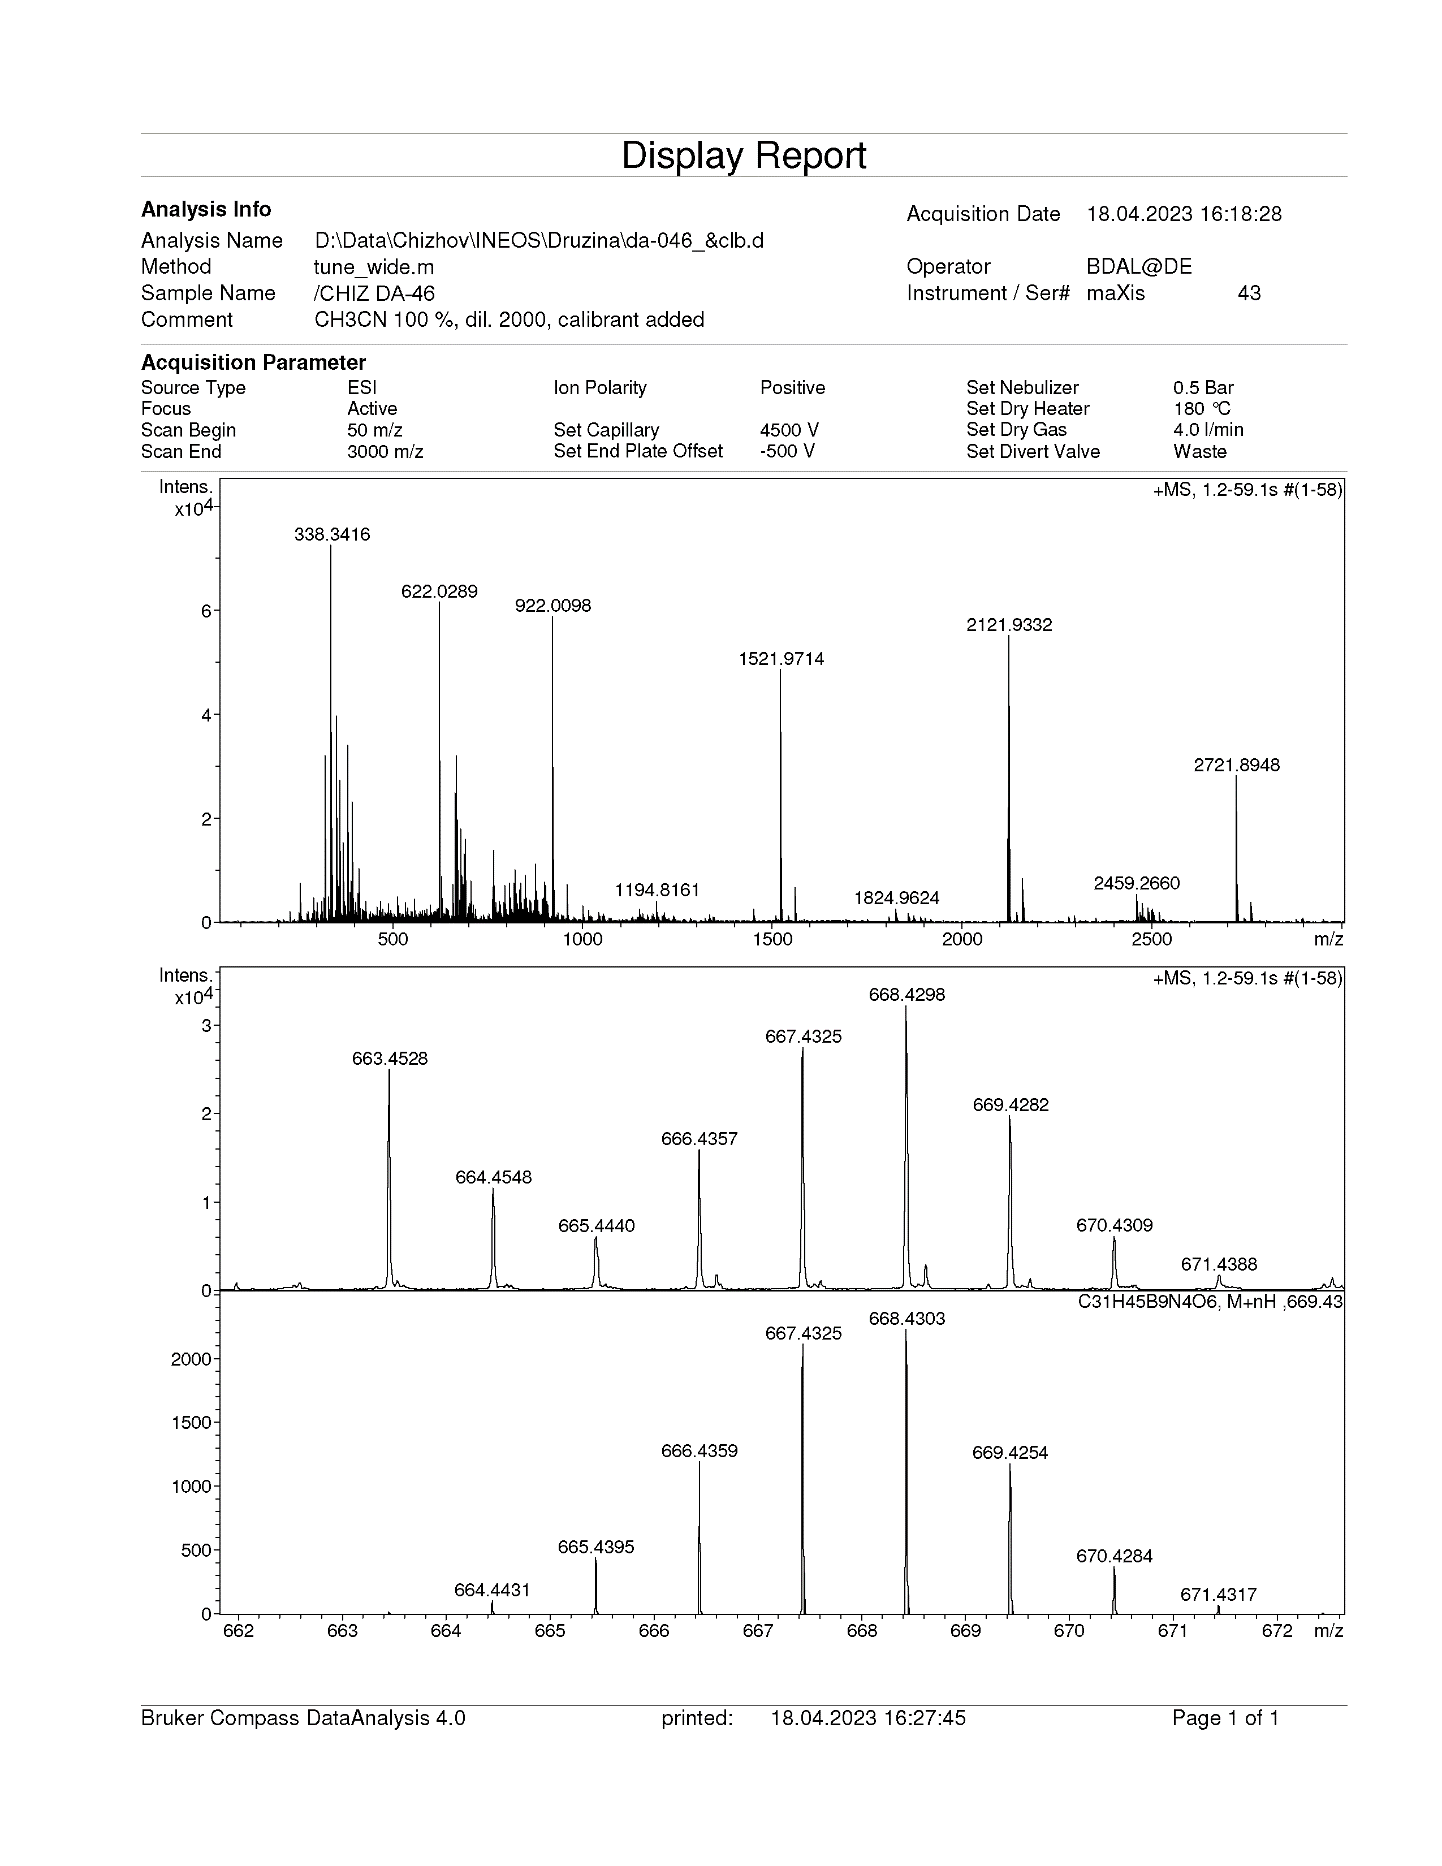 Display Report
Analysis Info
Acquisition Date 18.04.2023 16:18:28
Analysis Name D:\Data\Chizhov\INEOS\Druzina\da-046_&clb.d
Method tune_wide.m Operator BDAL@DE
Sample Name /CHIZ DA-46 Instrument / Ser# maXis 43
Comment CH3CN 100 %, dil. 2000, calibrant added
Acquisition Parameter
Source Type ESI Ion Polarity Positive Set Nebulizer 0.5 Bar
Focus Active Set Dry Heater 180 °C
Scan Begin 50 m/z Set Capillary 4500 V Set Dry Gas 4.0 l/min
Scan End 3000 m/z Set End Plate Offset -500 V Set Divert Valve Waste
Intens. +MS, 1.2-59.1s #(1-58)
x10^4
338.3416
622.0289
922.0098
6
2121.9332
1521.9714
4
2721.8948
2
2459.2660
1194.8161
1824.9624
0
500 1000 1500 2000 2500 m/z
Intens. +MS, 1.2-59.1s #(1-58)
x10^4
668.4298
3
667.4325
663.4528
2
669.4282
666.4357
664.4548
1
665.4440 670.4309
671.4388
0
C31H45B9N4O6, M+nH ,669.43
668.4303
667.4325
2000
1500
666.4359 669.4254
1000
665.4395
500
670.4284
664.4431
671.4317
0
662 663 664 665 666 667 668 669 670 671 672 m/z
Bruker Compass DataAnalysis 4.0 printed: 18.04.2023 16:27:45 Page 1 of 1